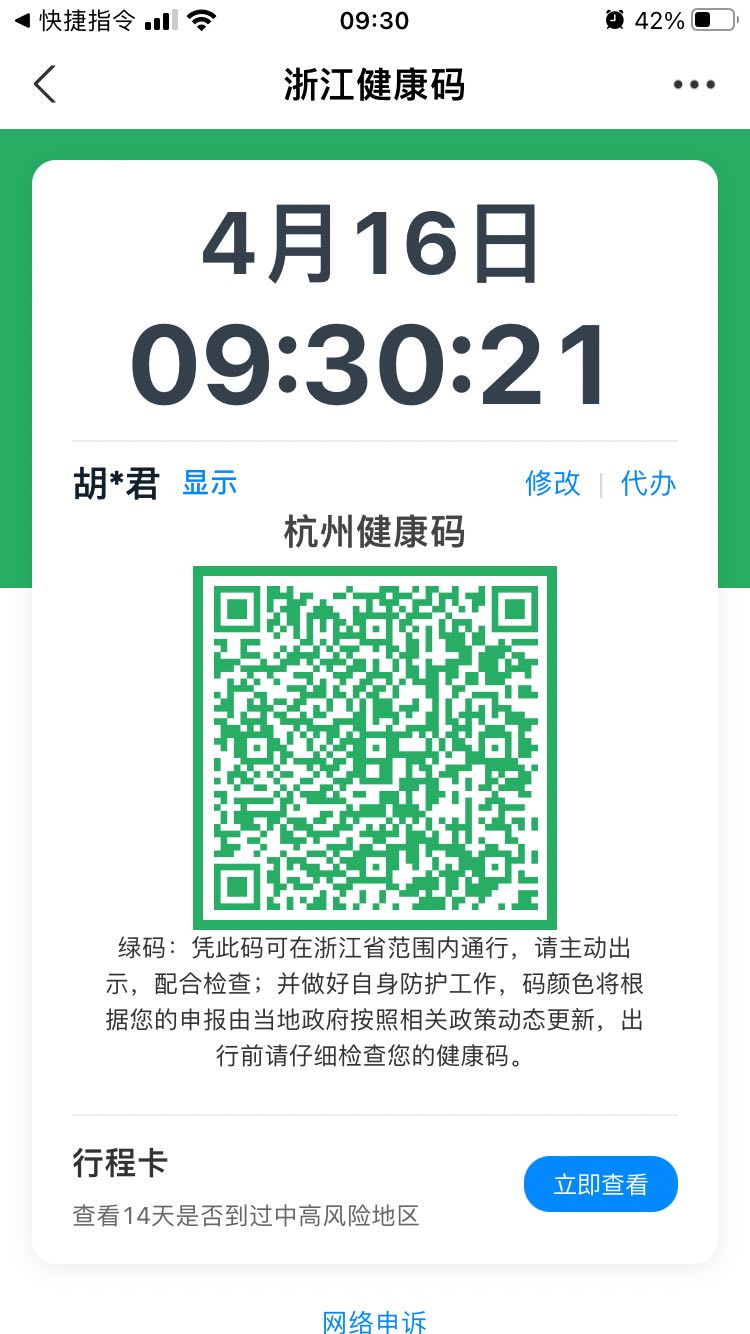 快捷指令 09:30 42%
浙江健康码
4月16日
09:30:21
胡*君 显示 修改 代办
杭州健康码
绿码：凭此码可在浙江省范围内通行，请主动出
示，配合检查；并做好自身防护工作，码颜色将根
据您的申报由当地政府按照相关政策动态更新，出
行前请仔细检查您的健康码。
行程卡
立即查看
查看14天是否到过中高风险地区
网络申诉